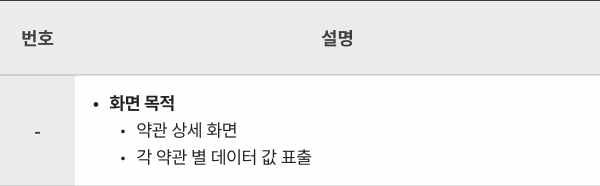 번호 설명
- • 화면 목적
• 약관 상세 화면
• 각 약관 별 데이터 값 표출